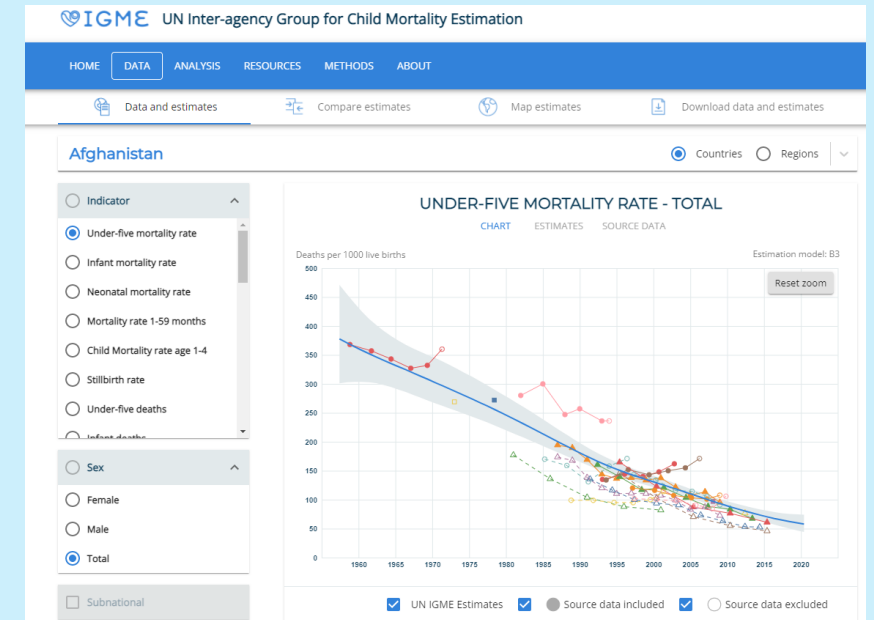 IGME UN Inter-agency Group for Child Mortality Estimation
HOME DATA ANALYSIS RESOURCES METHODS ABOUT
Data and estimates Compare estimates Map estimates Download data and estimates
Afghanistan Countries Regions
Indicator
Under-five mortality rate
Infant mortality rate
Neonatal mortality rate
Mortality rate 1-59 months
Child Mortality rate age 1-4
Stillbirth rate
Under-five deaths
Infant deaths
Sex
Female
Male
Total
Subnational
UNDER-FIVE MORTALITY RATE - TOTAL
CHART ESTIMATES SOURCE DATA
Deaths per 1000 live births Estimation model: B3
Reset zoom
500
450
400
350
300
250
200
150
100
50
0
1960 1965 1970 1975 1980 1985 1990 1995 2000 2005 2010 2015 2020
UN IGME Estimates Source data included Source data excluded